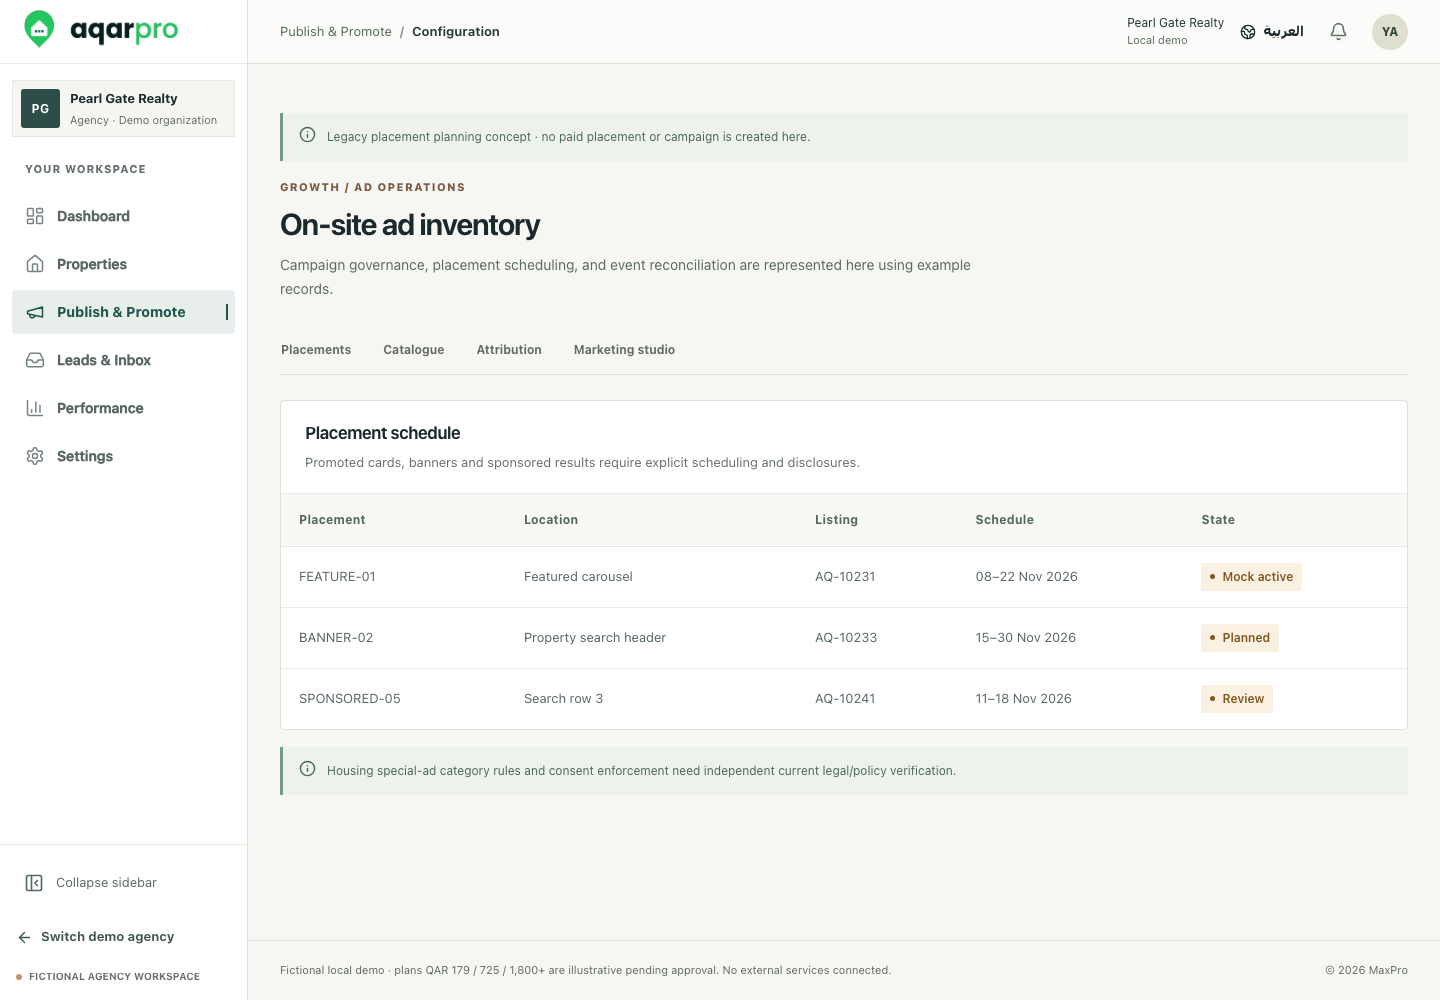 aqarpro
Publish & Promote / Configuration
Pearl Gate Realty
Local demo
العربية
YA
PG
Pearl Gate Realty
Agency · Demo organization
YOUR WORKSPACE
Dashboard
Properties
Publish & Promote
Leads & Inbox
Performance
Settings
Collapse sidebar
Switch demo agency
FICTIONAL AGENCY WORKSPACE
Legacy placement planning concept · no paid placement or campaign is created here.
GROWTH / AD OPERATIONS
On-site ad inventory
Campaign governance, placement scheduling, and event reconciliation are represented here using example
records.
Placements Catalogue Attribution Marketing studio
Placement schedule
Promoted cards, banners and sponsored results require explicit scheduling and disclosures.
Placement Location Listing Schedule State
FEATURE-01 Featured carousel AQ-10231 08–22 Nov 2026 Mock active
BANNER-02 Property search header AQ-10233 15–30 Nov 2026 Planned
SPONSORED-05 Search row 3 AQ-10241 11–18 Nov 2026 Review
Housing special-ad category rules and consent enforcement need independent current legal/policy verification.
Fictional local demo · plans QAR 179 / 725 / 1,800+ are illustrative pending approval. No external services connected.
© 2026 MaxPro